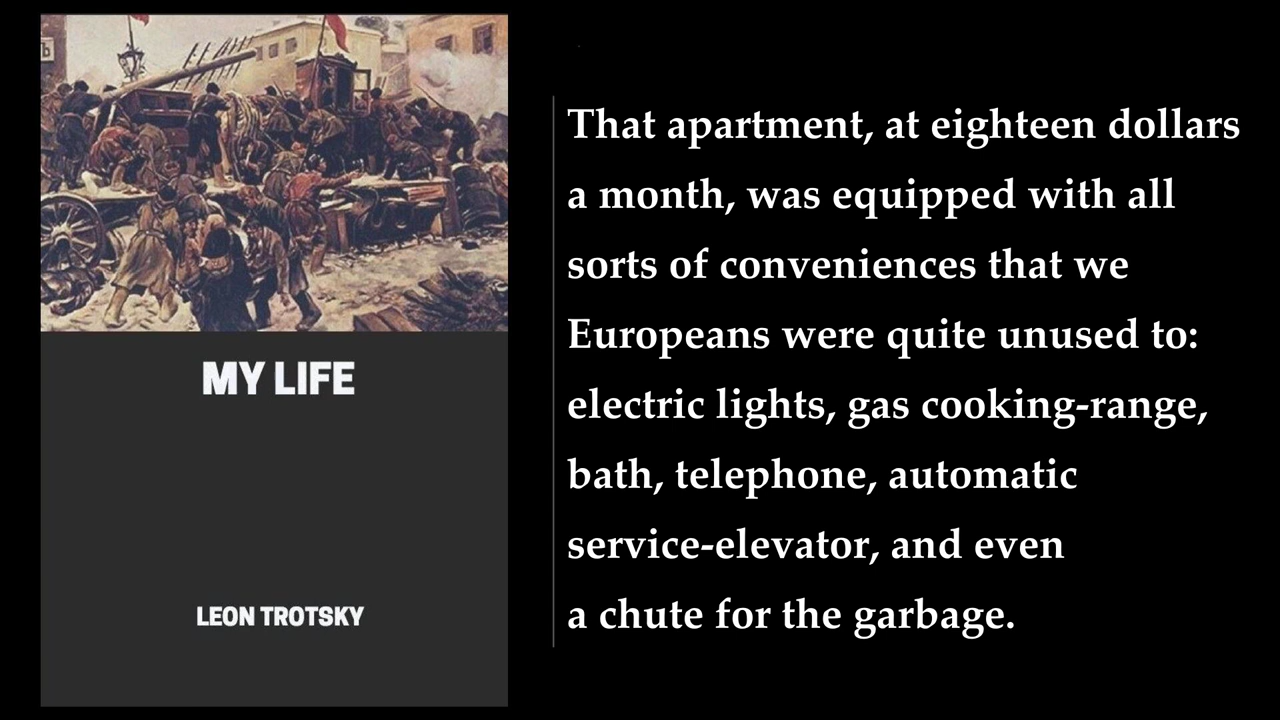 MY LIFE
LEON TROTSKY
That apartment, at eighteen dollars
a month, was equipped with all
sorts of conveniences that we
Europeans were quite unused to:
electric lights, gas cooking-range,
bath, telephone, automatic
service-elevator, and even
a chute for the garbage.